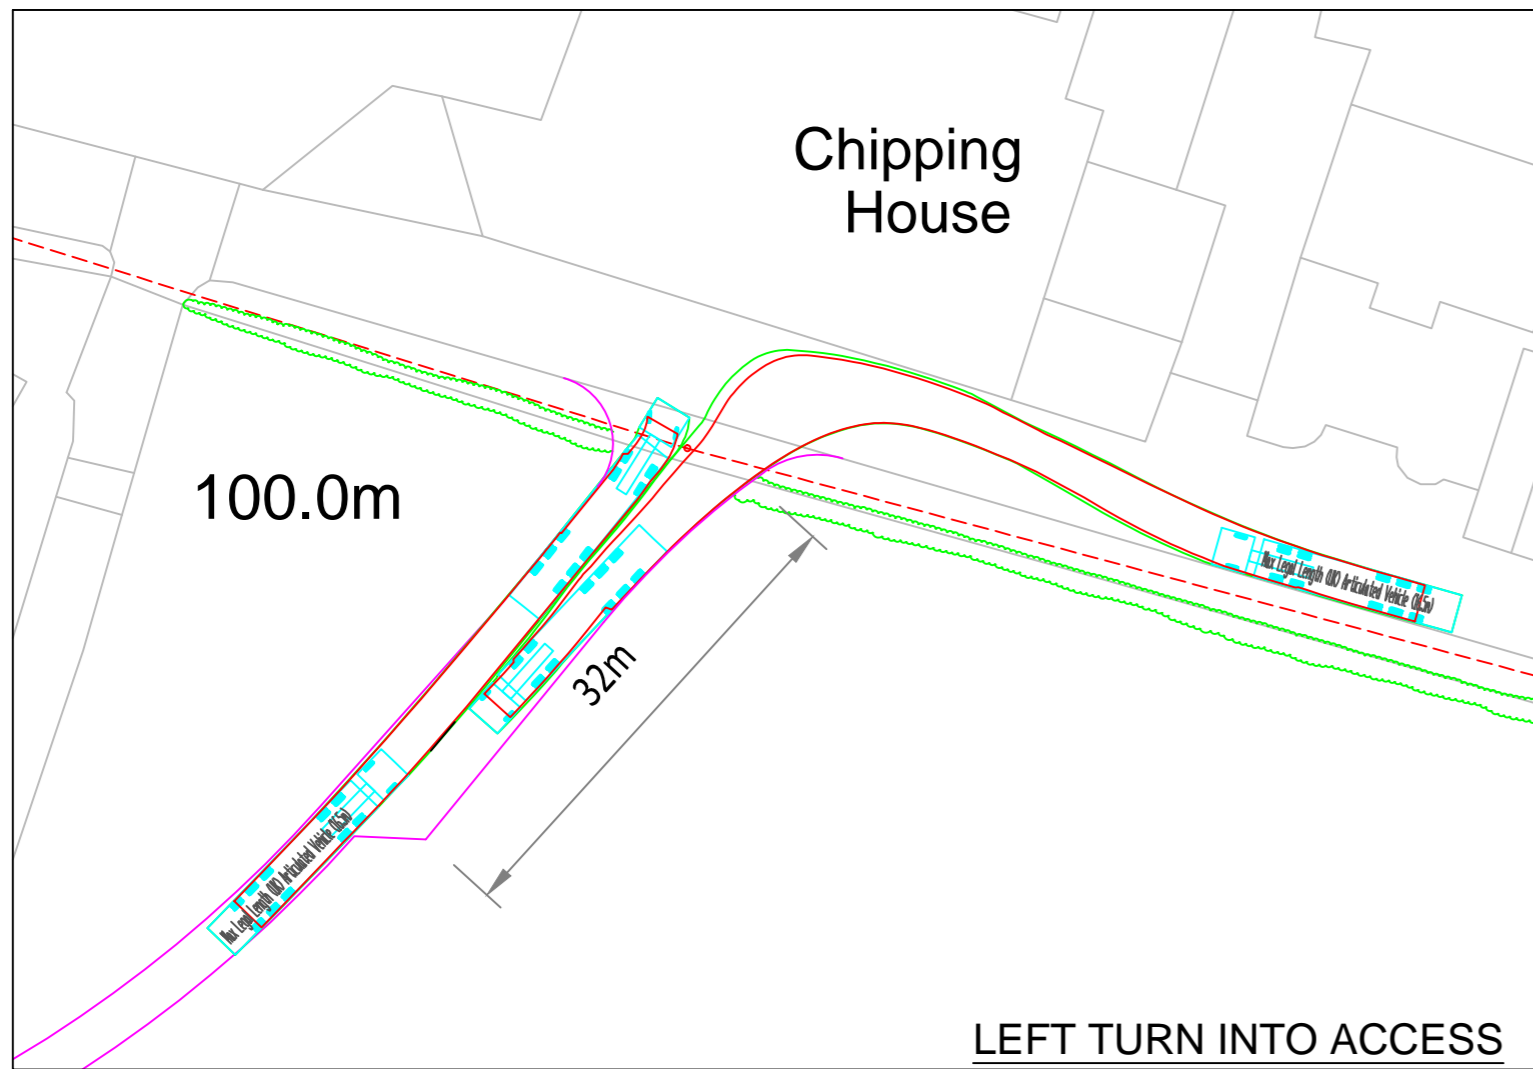 Chipping
House
100.0m
Max Legal Length (UK) Articulated Vehicle (16.5m)
32m
Max Legal Length (UK) Articulated Vehicle (16.5m)
LEFT TURN INTO ACCESS